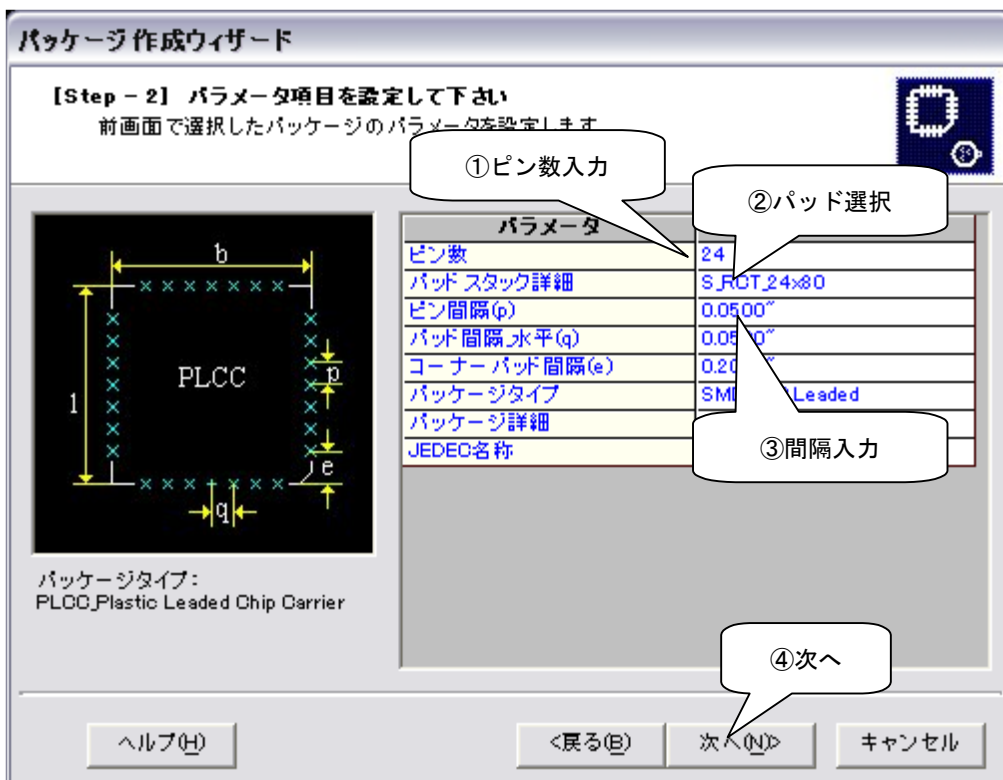 パッケージ作成ウィザード
[Step - 2] パラメータ項目を設定して下さい
前画面で選択したパッケージのパラメータを設定します
①ピン数入力
②パッド選択
パラメータ
ピン数 24
パッドスタック詳細 S_RCT_24x80
ピン間隔(p) 0.0500"
パッド間隔_水平(q)
コーナーパッド間隔(e)
パッケージタイプ Leaded
パッケージ詳細
JEDEC名称
③間隔入力
b
PLCC
p
l
e
q
パッケージタイプ:
PLCC_Plastic Leaded Chip Carrier
④次へ
ヘルプ(H)
<戻る(B)
次へ(N)>
キャンセル